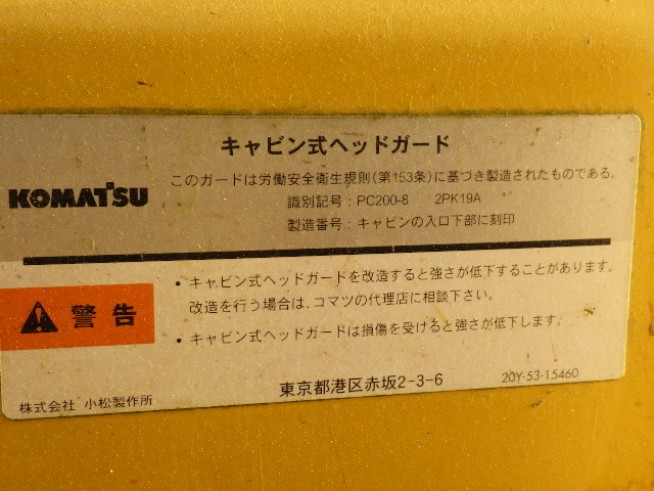 キャビン式ヘッドガード
KOMATSU
このガードは労働安全衛生規則(第153条)に基づき製造されたものである。
識別記号: PC200-8 2PK19A
製造番号: キャビンの入口下部に刻印
警告
・キャビン式ヘッドガードを改造すると強さが低下することがあります。
改造を行う場合は、コマツの代理店に相談下さい。
・キャビン式ヘッドガードは損傷を受けると強さが低下します。
株式会社 小松製作所
東京都港区赤坂2-3-6
20Y-53-15460